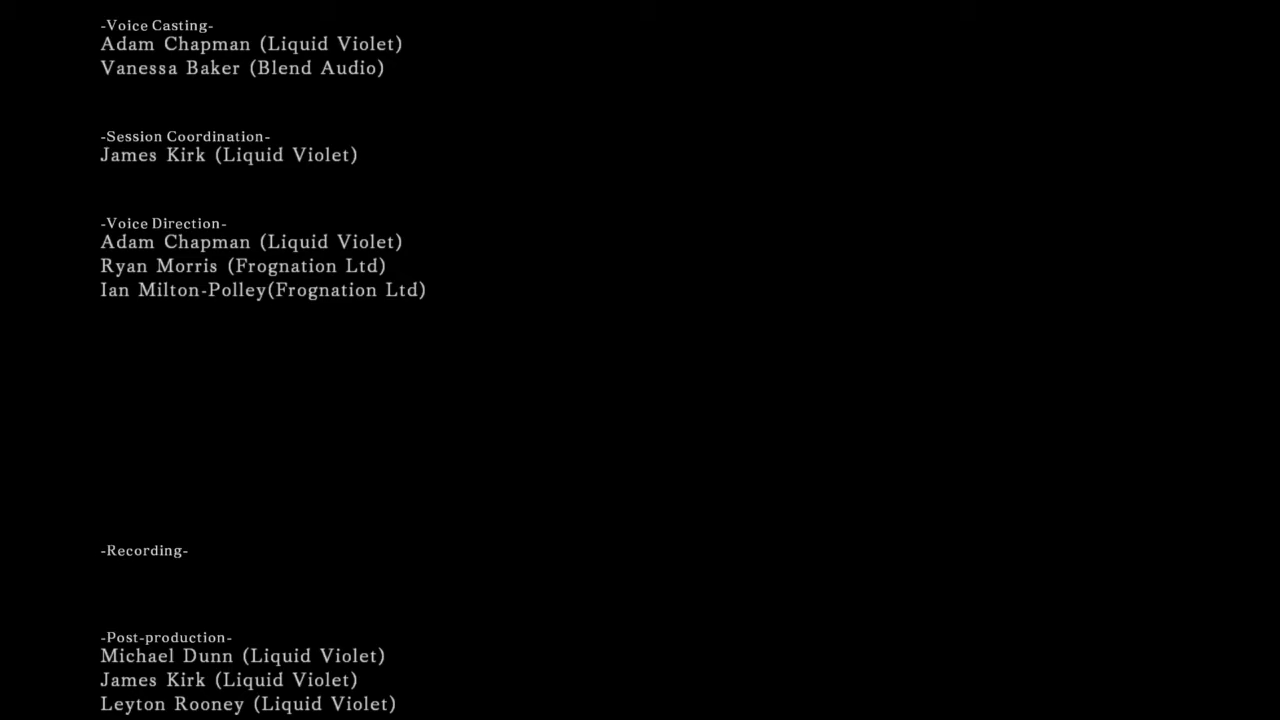 -Voice Casting-
Adam Chapman (Liquid Violet)
Vanessa Baker (Blend Audio)
-Session Coordination-
James Kirk (Liquid Violet)
-Voice Direction-
Adam Chapman (Liquid Violet)
Ryan Morris (Frognation Ltd)
Ian Milton-Polley(Frognation Ltd)
-Recording-
-Post-production-
Michael Dunn (Liquid Violet)
James Kirk (Liquid Violet)
Leyton Rooney (Liquid Violet)